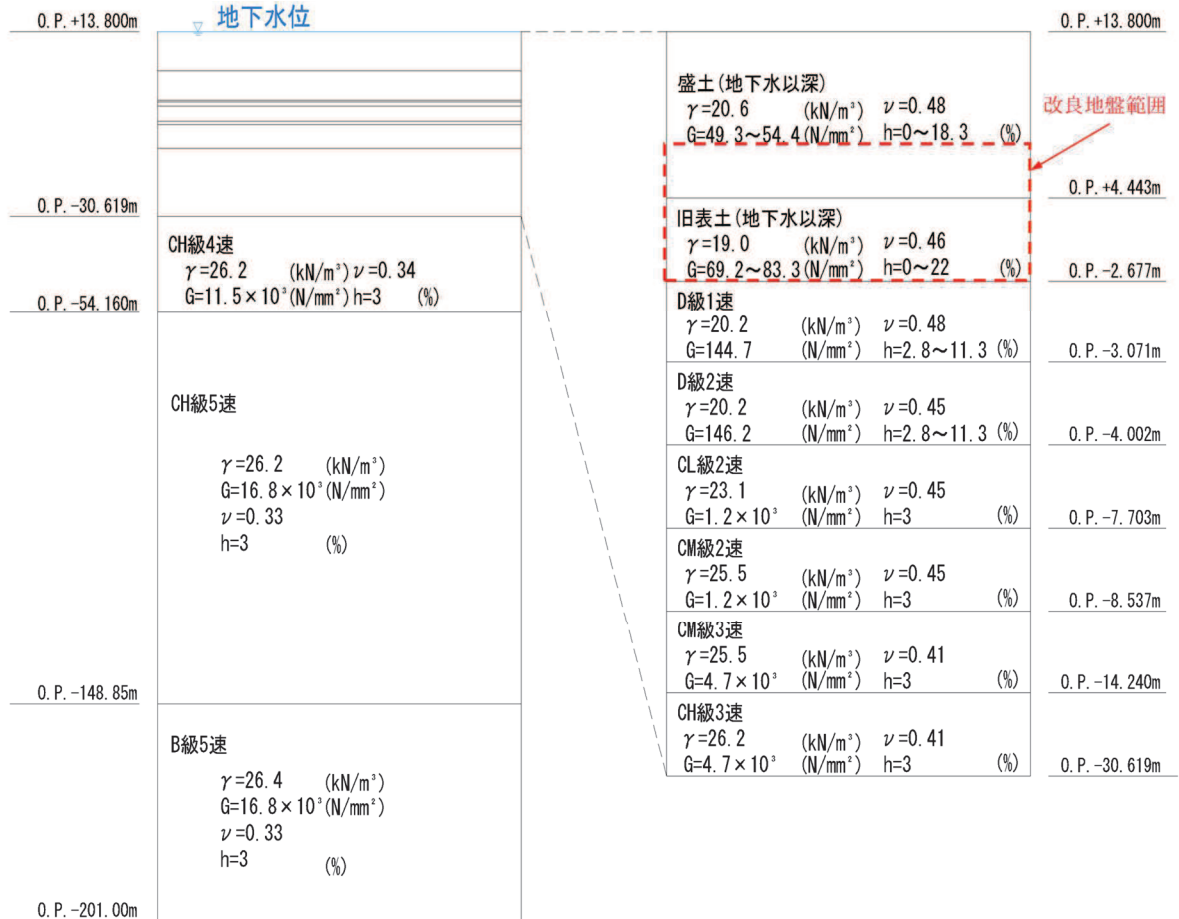 地下水位
O.P.+13.800m
O.P.-30.619m
CH級4速
γ=26.2 (kN/m³) ν=0.34
G=11.5×10³(N/mm²) h=3 (%)
O.P.-54.160m
CH級5速
γ=26.2 (kN/m³)
G=16.8×10³(N/mm²)
ν=0.33
h=3 (%)
O.P.-148.85m
B級5速
γ=26.4 (kN/m³)
G=16.8×10³(N/mm²)
ν=0.33
h=3 (%)
O.P.-201.00m
O.P.+13.800m
盛土(地下水以深)
γ=20.6 (kN/m³) ν=0.48
G=49.3~54.4(N/mm²) h=0~18.3 (%)
改良地盤範囲
O.P.+4.443m
旧表土(地下水以深)
γ=19.0 (kN/m³) ν=0.46
G=69.2~83.3(N/mm²) h=0~22 (%)
O.P.-2.677m
D級1速
γ=20.2 (kN/m³) ν=0.48
G=144.7 (N/mm²) h=2.8~11.3 (%)
O.P.-3.071m
D級2速
γ=20.2 (kN/m³) ν=0.45
G=146.2 (N/mm²) h=2.8~11.3 (%)
O.P.-4.002m
CL級2速
γ=23.1 (kN/m³) ν=0.45
G=1.2×10³ (N/mm²) h=3 (%)
O.P.-7.703m
CM級2速
γ=25.5 (kN/m³) ν=0.45
G=1.2×10³ (N/mm²) h=3 (%)
O.P.-8.537m
CM級3速
γ=25.5 (kN/m³) ν=0.41
G=4.7×10³ (N/mm²) h=3 (%)
O.P.-14.240m
CH級3速
γ=26.2 (kN/m³) ν=0.41
G=4.7×10³ (N/mm²) h=3 (%)
O.P.-30.619m